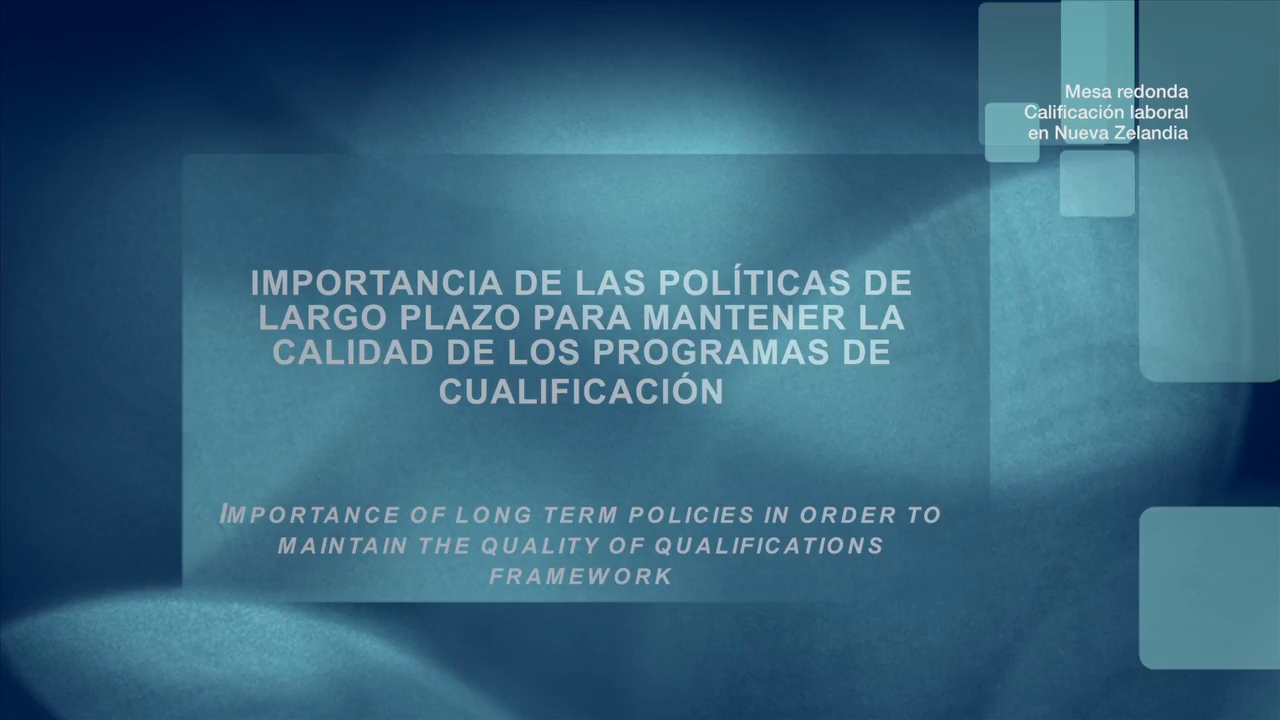 Mesa redonda
Calificación laboral
en Nueva Zelandia
IMPORTANCIA DE LAS POLÍTICAS DE
LARGO PLAZO PARA MANTENER LA
CALIDAD DE LOS PROGRAMAS DE
CUALIFICACIÓN
IMPORTANCE OF LONG TERM POLICIES IN ORDER TO
MAINTAIN THE QUALITY OF QUALIFICATIONS
FRAMEWORK